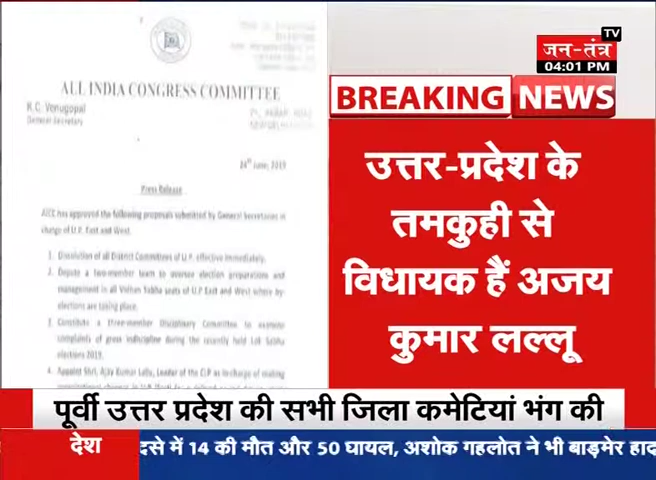 ALL INDIA CONGRESS COMMITTEE
K.C. Venugopal
General Secretary
24th June, 2019
Press Release
AICC has approved the following proposals submitted by General Secretaries in
charge of U.P. East and West.
1. Dissolution of all District Committees of U.P. effective immediately.
2. Depute a two-member team to oversee election preparations and
management in all Vidhan Sabha seats of U.P East and West where by
elections are taking place.
3. Constitute a three-member Disciplinary Committee to examine
complaints of gross indiscipline during the recently held Lok Sabha
elections 2019.
4. Appoint Shri. Ajay Kumar Lallu, Leader of the CLP as in-charge of making
TV
जन-तंत्र
04:01 PM
BREAKING NEWS
उत्तर-प्रदेश के
तमकुही से
विधायक हैं अजय
कुमार लल्लू
पूर्वी उत्तर प्रदेश की सभी जिला कमेटियां भंग की
देश
दसे में 14 की मौत और 50 घायल, अशोक गहलोत ने भी बाड़मेर हाद